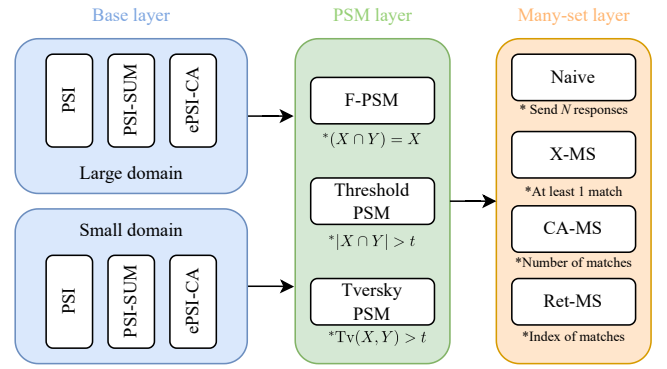 Base layer
PSM layer
Many-set layer
PSI
PSI-SUM
ePSI-CA
Large domain
Small domain
PSI
PSI-SUM
ePSI-CA
F-PSM
*(X ∩ Y) = X
Threshold
PSM
*|X ∩ Y| > t
Tversky
PSM
*Tv(X, Y) > t
Naive
* Send N responses
X-MS
*At least 1 match
CA-MS
*Number of matches
Ret-MS
*Index of matches